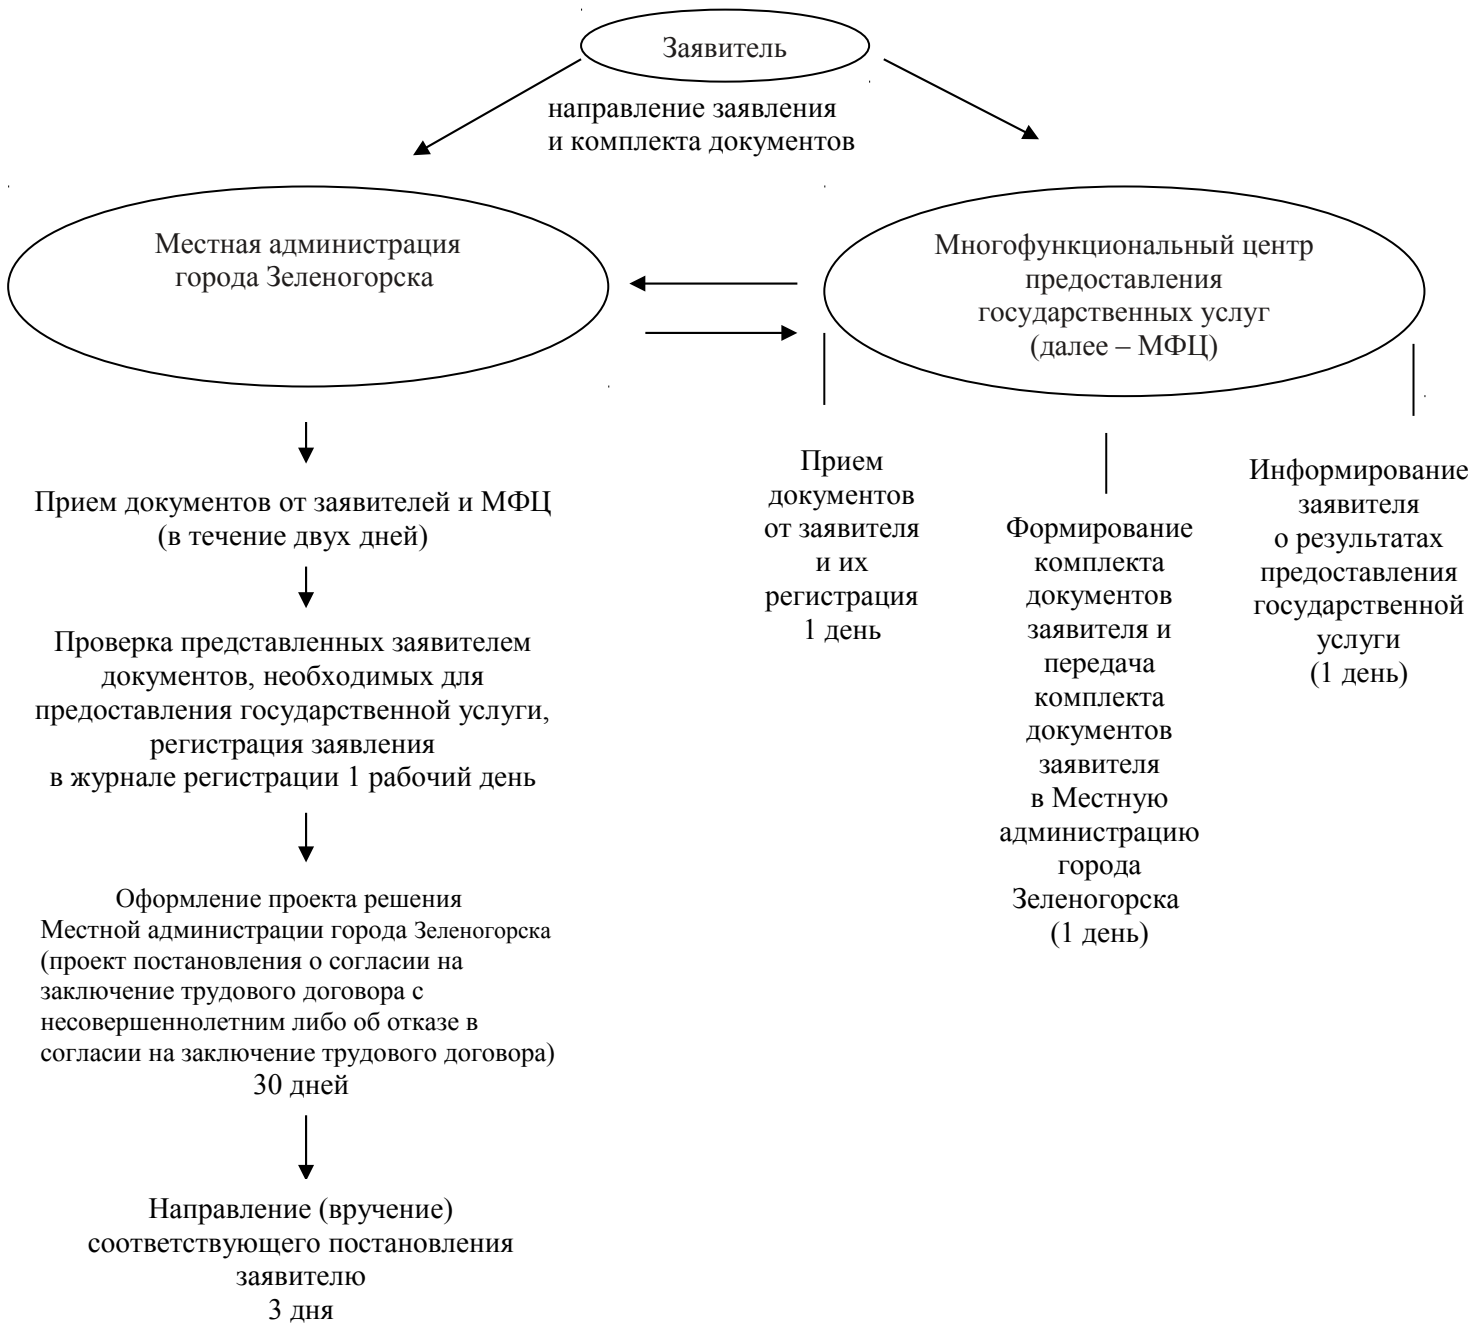 Заявитель
направление заявления
и комплекта документов
Местная администрация
города Зеленогорска
Многофункциональный центр
предоставления
государственных услуг
(далее – МФЦ)
Прием документов от заявителей и МФЦ
(в течение двух дней)
Проверка представленных заявителем
документов, необходимых для
предоставления государственной услуги,
регистрация заявления
в журнале регистрации 1 рабочий день
Оформление проекта решения
Местной администрации города Зеленогорска
(проект постановления о согласии на
заключение трудового договора с
несовершеннолетним либо об отказе в
согласии на заключение трудового договора)
30 дней
Направление (вручение)
соответствующего постановления
заявителю
3 дня
Прием
документов
от заявителя
и их
регистрация
1 день
Формирование
комплекта
документов
заявителя и
передача
комплекта
документов
заявителя
в Местную
администрацию
города
Зеленогорска
(1 день)
Информирование
заявителя
о результатах
предоставления
государственной
услуги
(1 день)